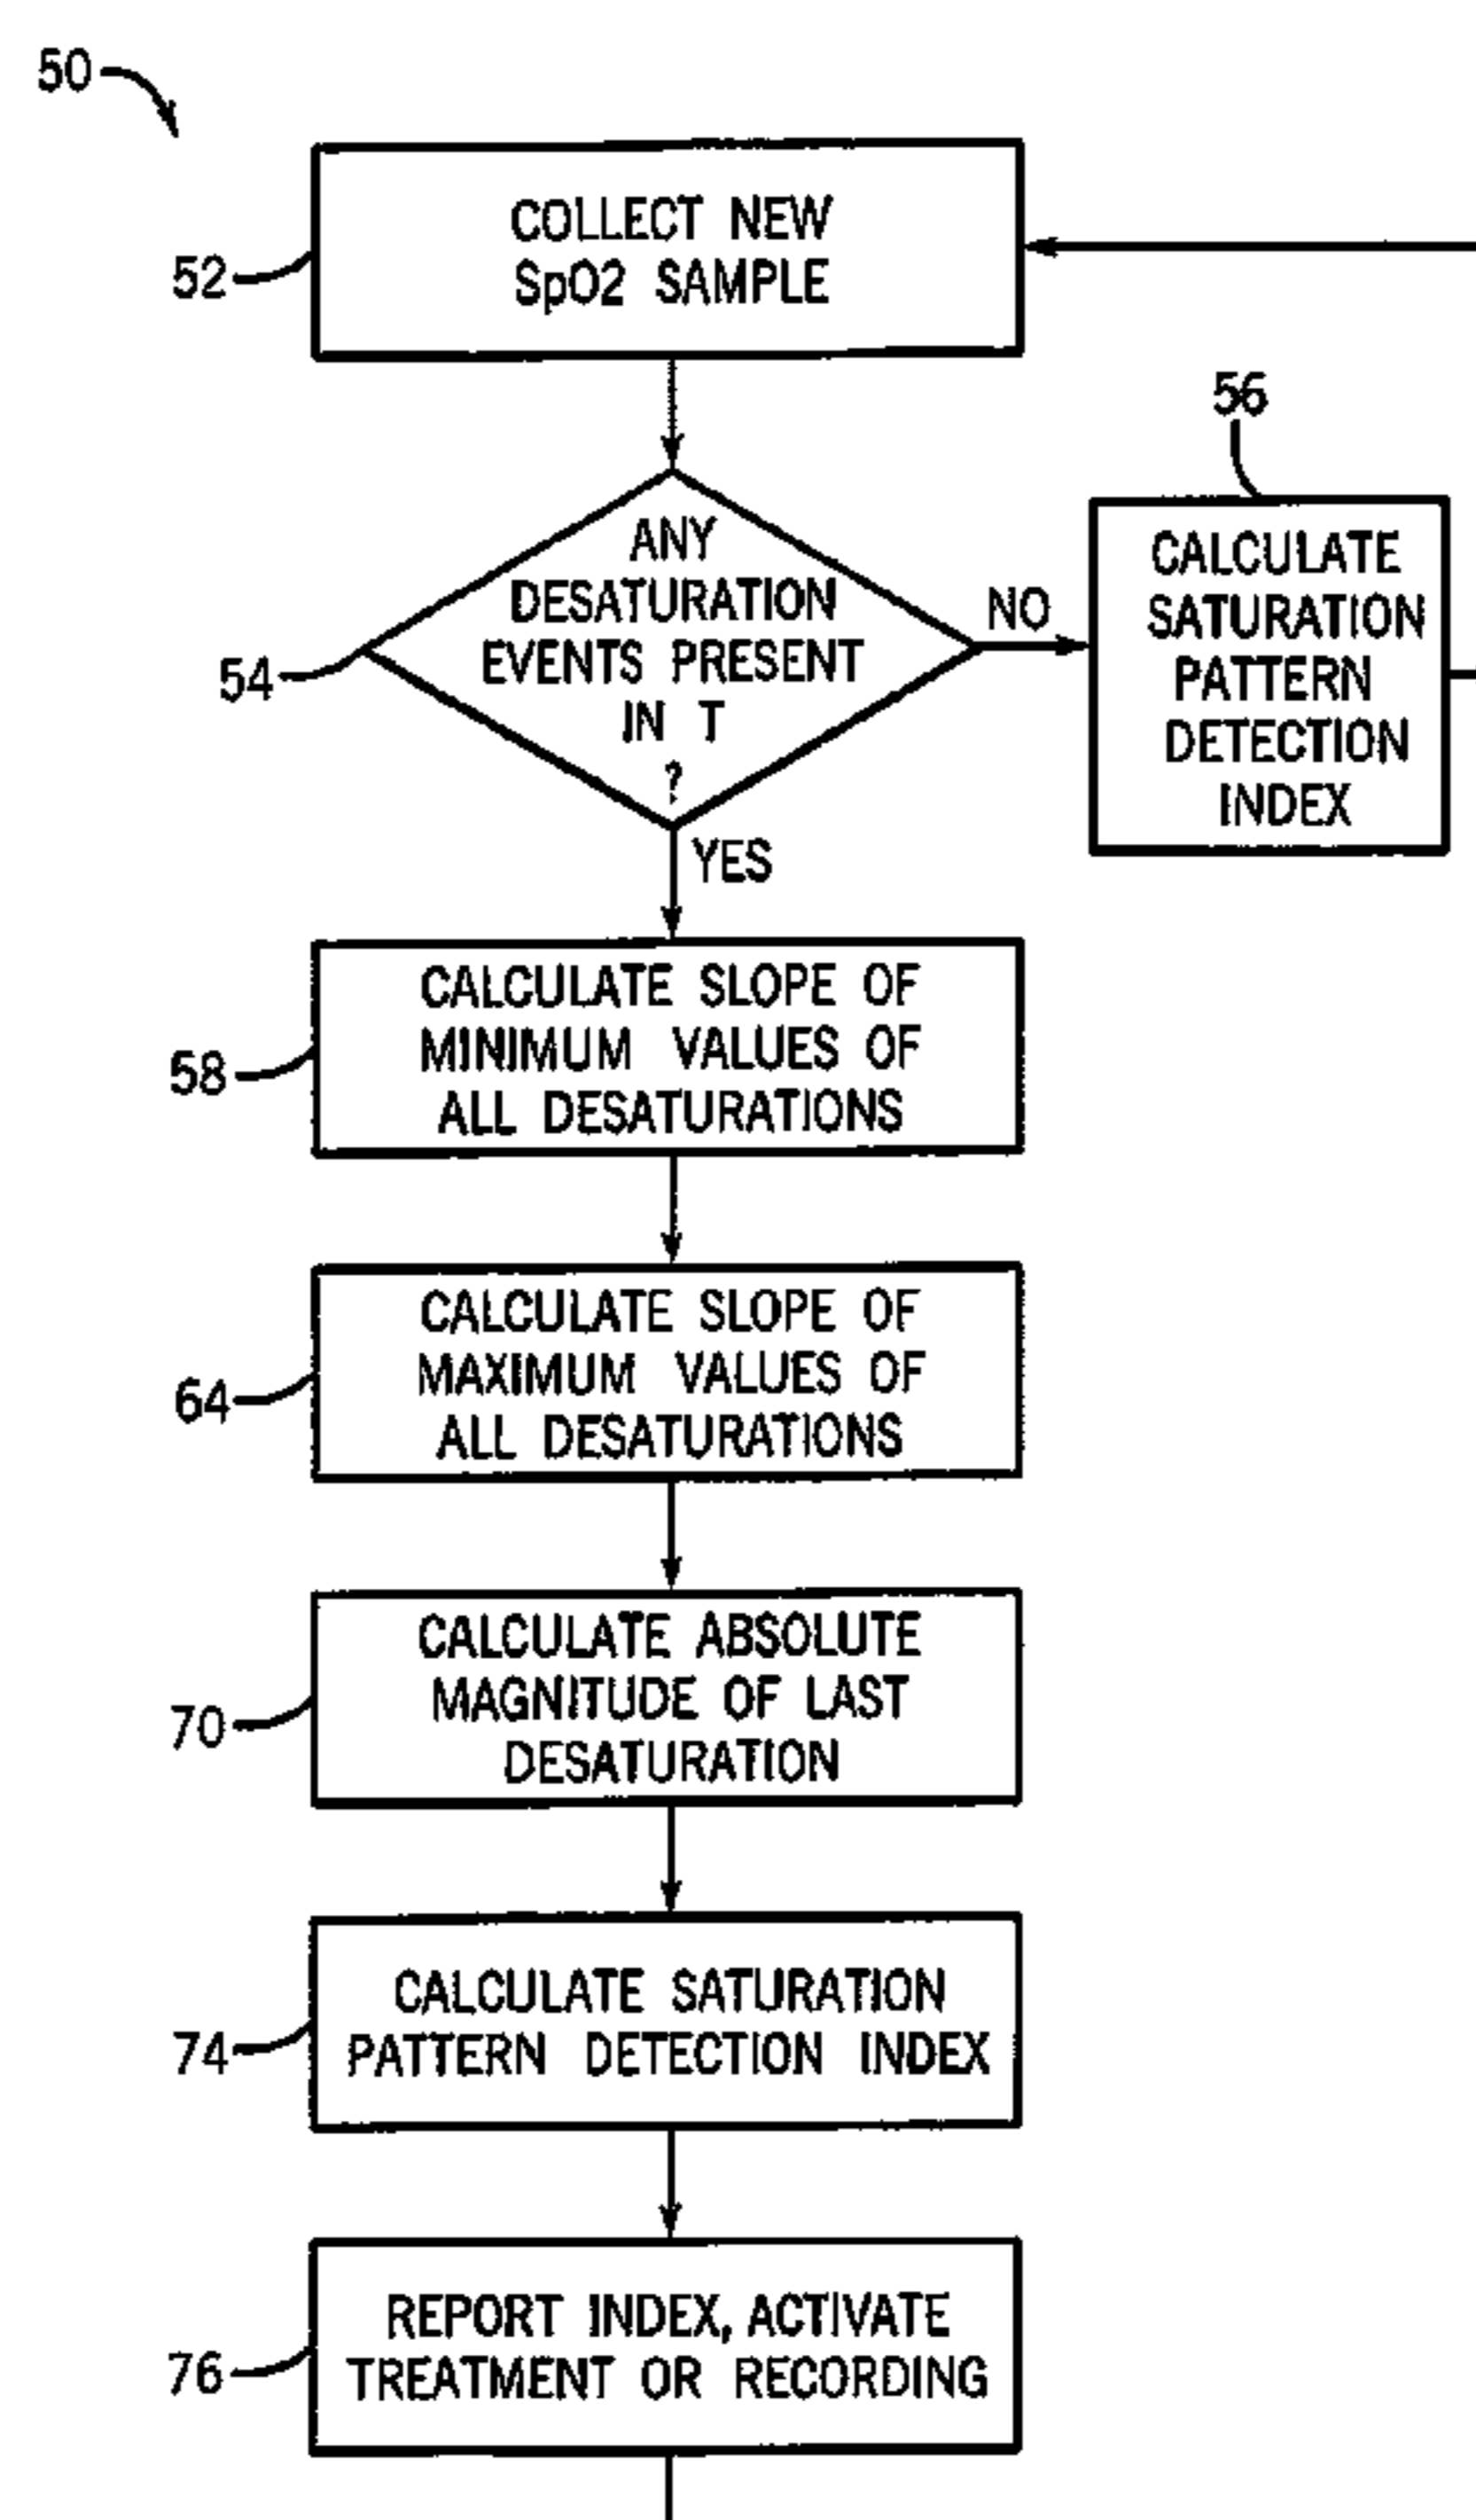 50
52
COLLECT NEW
SpO2 SAMPLE
54
ANY
DESATURATION
EVENTS PRESENT
IN T
?
NO
56
CALCULATE
SATURATION
PATTERN
DETECTION
INDEX
YES
58
CALCULATE SLOPE OF
MINIMUM VALUES OF
ALL DESATURATIONS
64
CALCULATE SLOPE OF
MAXIMUM VALUES OF
ALL DESATURATIONS
70
CALCULATE ABSOLUTE
MAGNITUDE OF LAST
DESATURATION
74
CALCULATE SATURATION
PATTERN DETECTION INDEX
76
REPORT INDEX, ACTIVATE
TREATMENT OR RECORDING